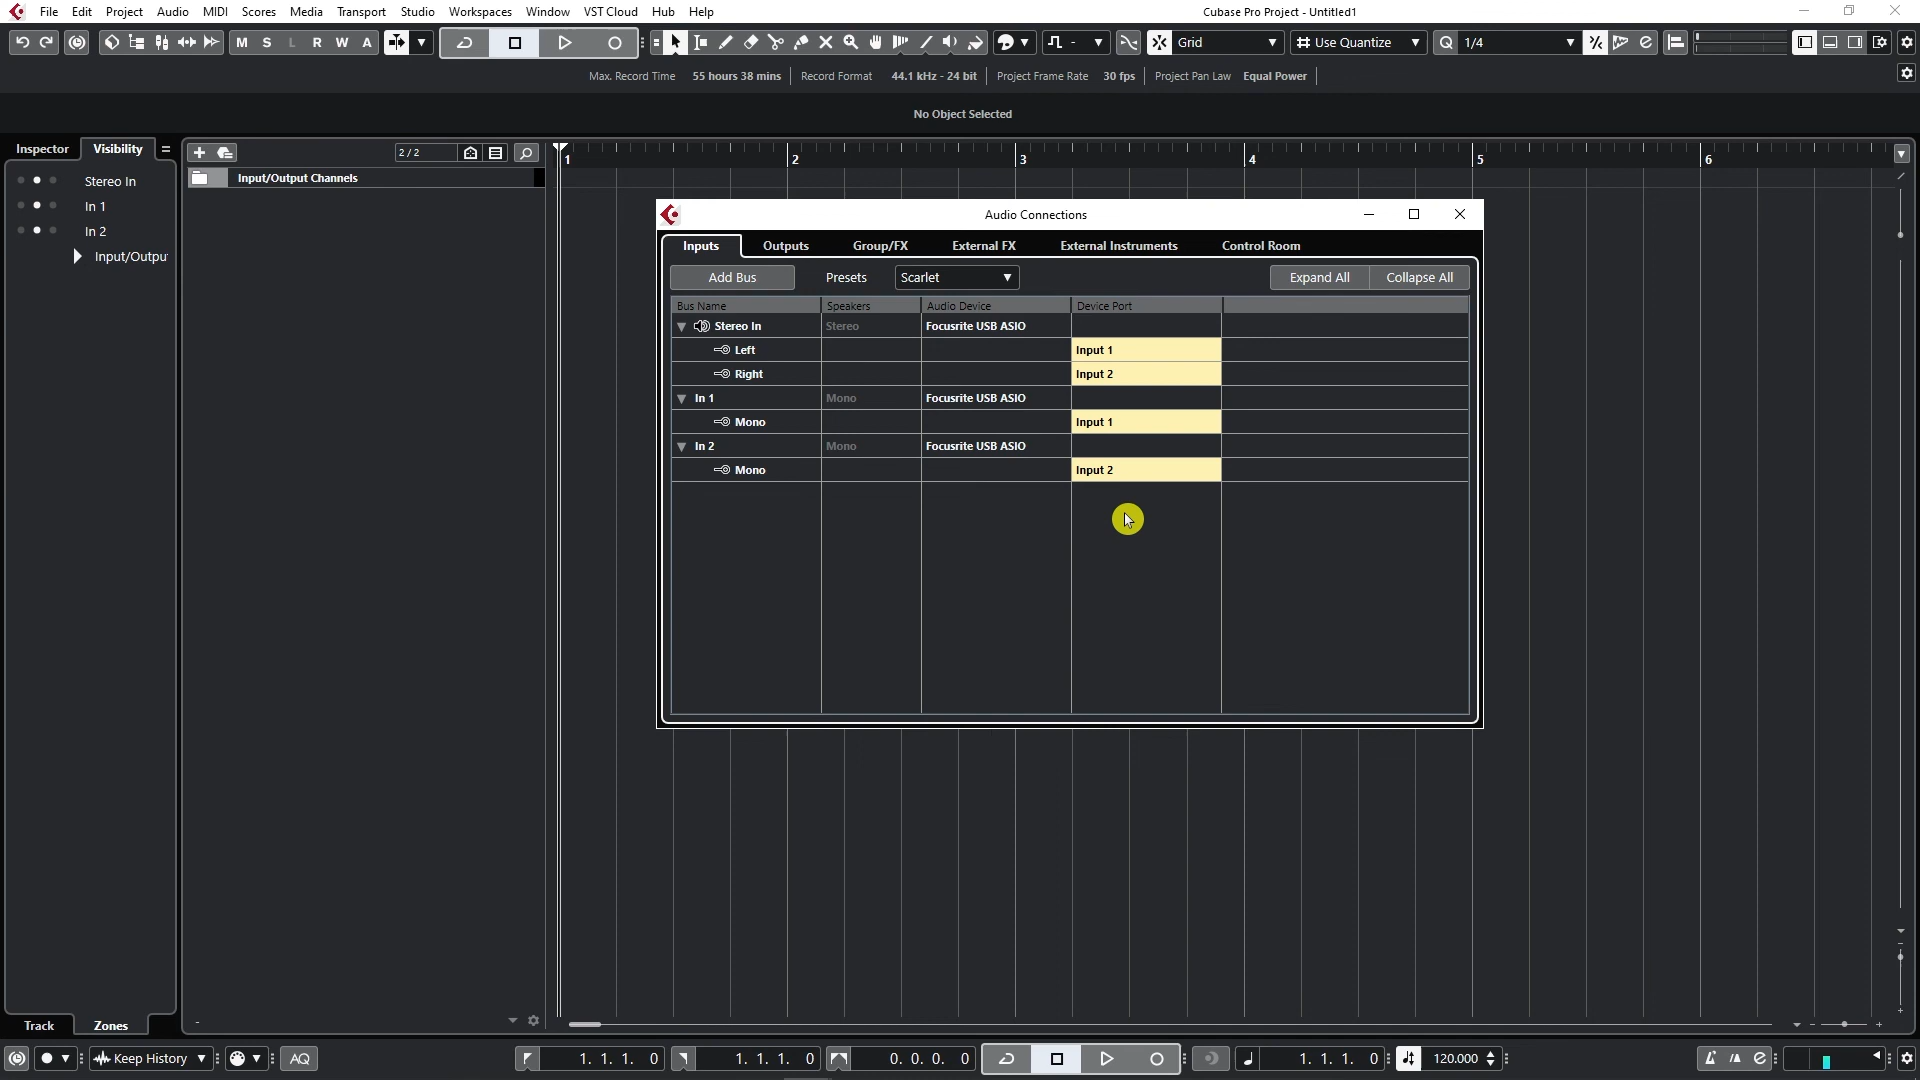 File Edit Project Audio MIDI Scores Media Transport Studio Workspaces Window VST Cloud Hub Help
Cubase Pro Project - Untitled1
M S L R W A
Grid
Use Quantize
1/4
Max. Record Time 55 hours 38 mins Record Format 44.1 kHz - 24 bit Project Frame Rate 30 fps Project Pan Law Equal Power
No Object Selected
Inspector Visibility
2 / 2
1 2 3 4 5 6
Input/Output Channels
Stereo In
In 1
In 2
Input/Outpu
Audio Connections
Inputs Outputs Group/FX External FX External Instruments Control Room
Add Bus Presets Scarlet Expand All Collapse All
Bus Name Speakers Audio Device Device Port
Stereo In Stereo Focusrite USB ASIO
Left Input 1
Right Input 2
In 1 Mono Focusrite USB ASIO
Mono Input 1
In 2 Mono Focusrite USB ASIO
Mono Input 2
Track Zones
Keep History
AQ
1. 1. 1. 0
1. 1. 1. 0
0. 0. 0. 0
1. 1. 1. 0
120.000